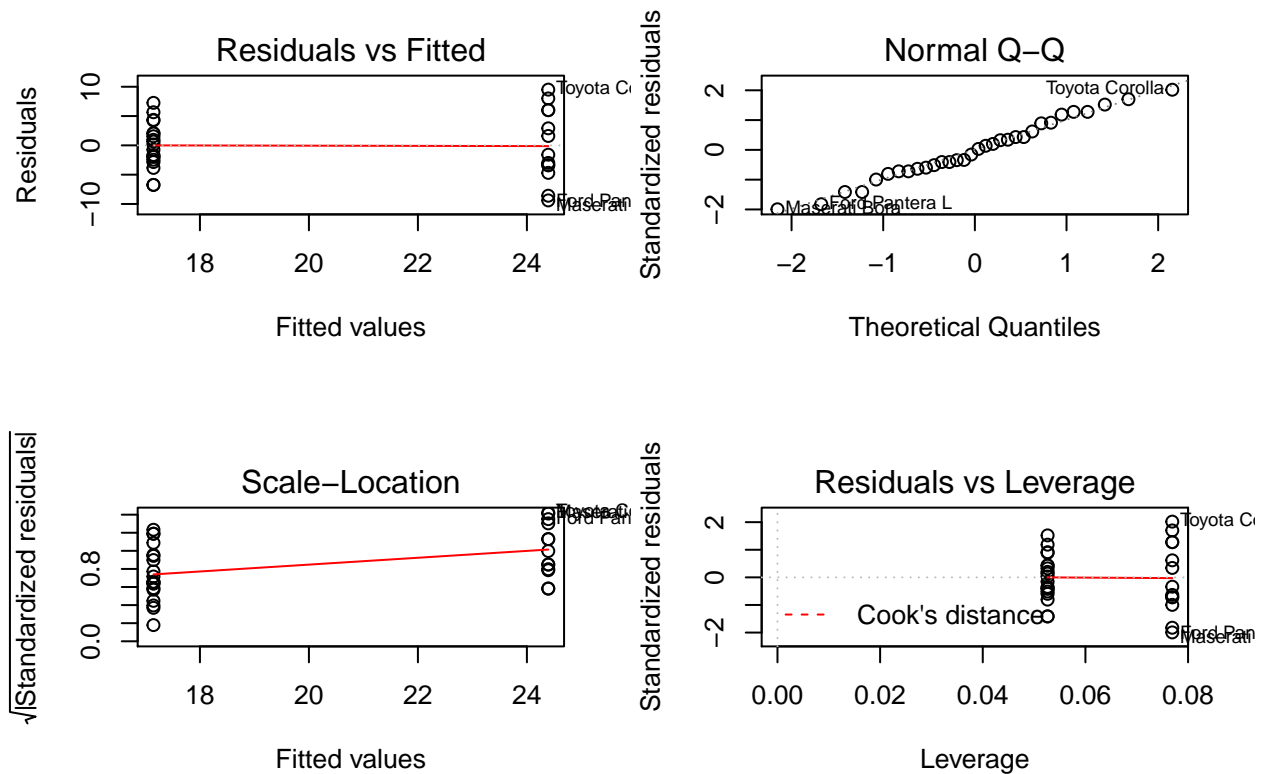 Residuals vs Fitted
Residuals
10
0
−10
Toyota Co
Ford Pan
Maserati
18 20 22 24
Fitted values
Normal Q−Q
Standardized residuals
2
0
−2
Toyota Corolla
Ford Pantera L
Maserati Bora
−2 −1 0 1 2
Theoretical Quantiles
Scale−Location
√|Standardized residuals|
0.8
0.0
Toyota C
Maserati
Ford Pan
18 20 22 24
Fitted values
Residuals vs Leverage
Standardized residuals
2
0
−2
Toyota Co
Cook's distance
Ford Pan
Maserati
0.00 0.02 0.04 0.06 0.08
Leverage